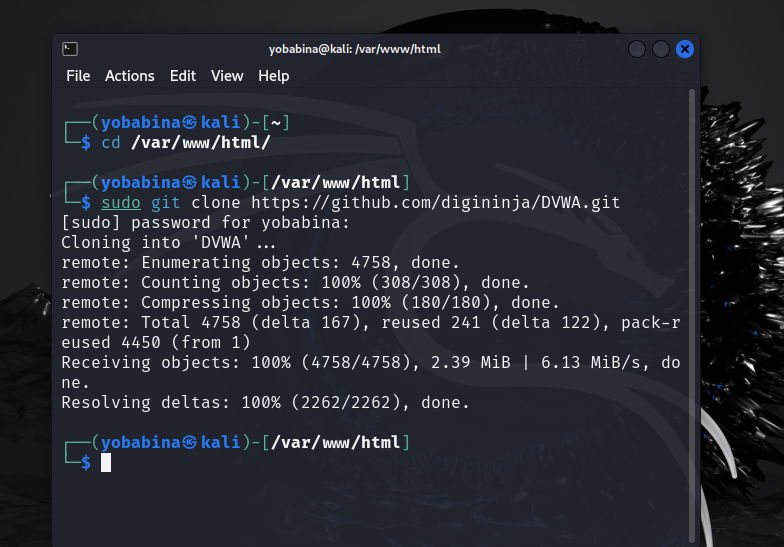 yobabina@kali: /var/www/html
File Actions Edit View Help
┌──(yobabina㉿kali)-[~]
└─$ cd /var/www/html/
┌──(yobabina㉿kali)-[/var/www/html]
└─$ sudo git clone https://github.com/digininja/DVWA.git
[sudo] password for yobabina:
Cloning into 'DVWA'...
remote: Enumerating objects: 4758, done.
remote: Counting objects: 100% (308/308), done.
remote: Compressing objects: 100% (180/180), done.
remote: Total 4758 (delta 167), reused 241 (delta 122), pack-r
eused 4450 (from 1)
Receiving objects: 100% (4758/4758), 2.39 MiB | 6.13 MiB/s, do
ne.
Resolving deltas: 100% (2262/2262), done.
┌──(yobabina㉿kali)-[/var/www/html]
└─$